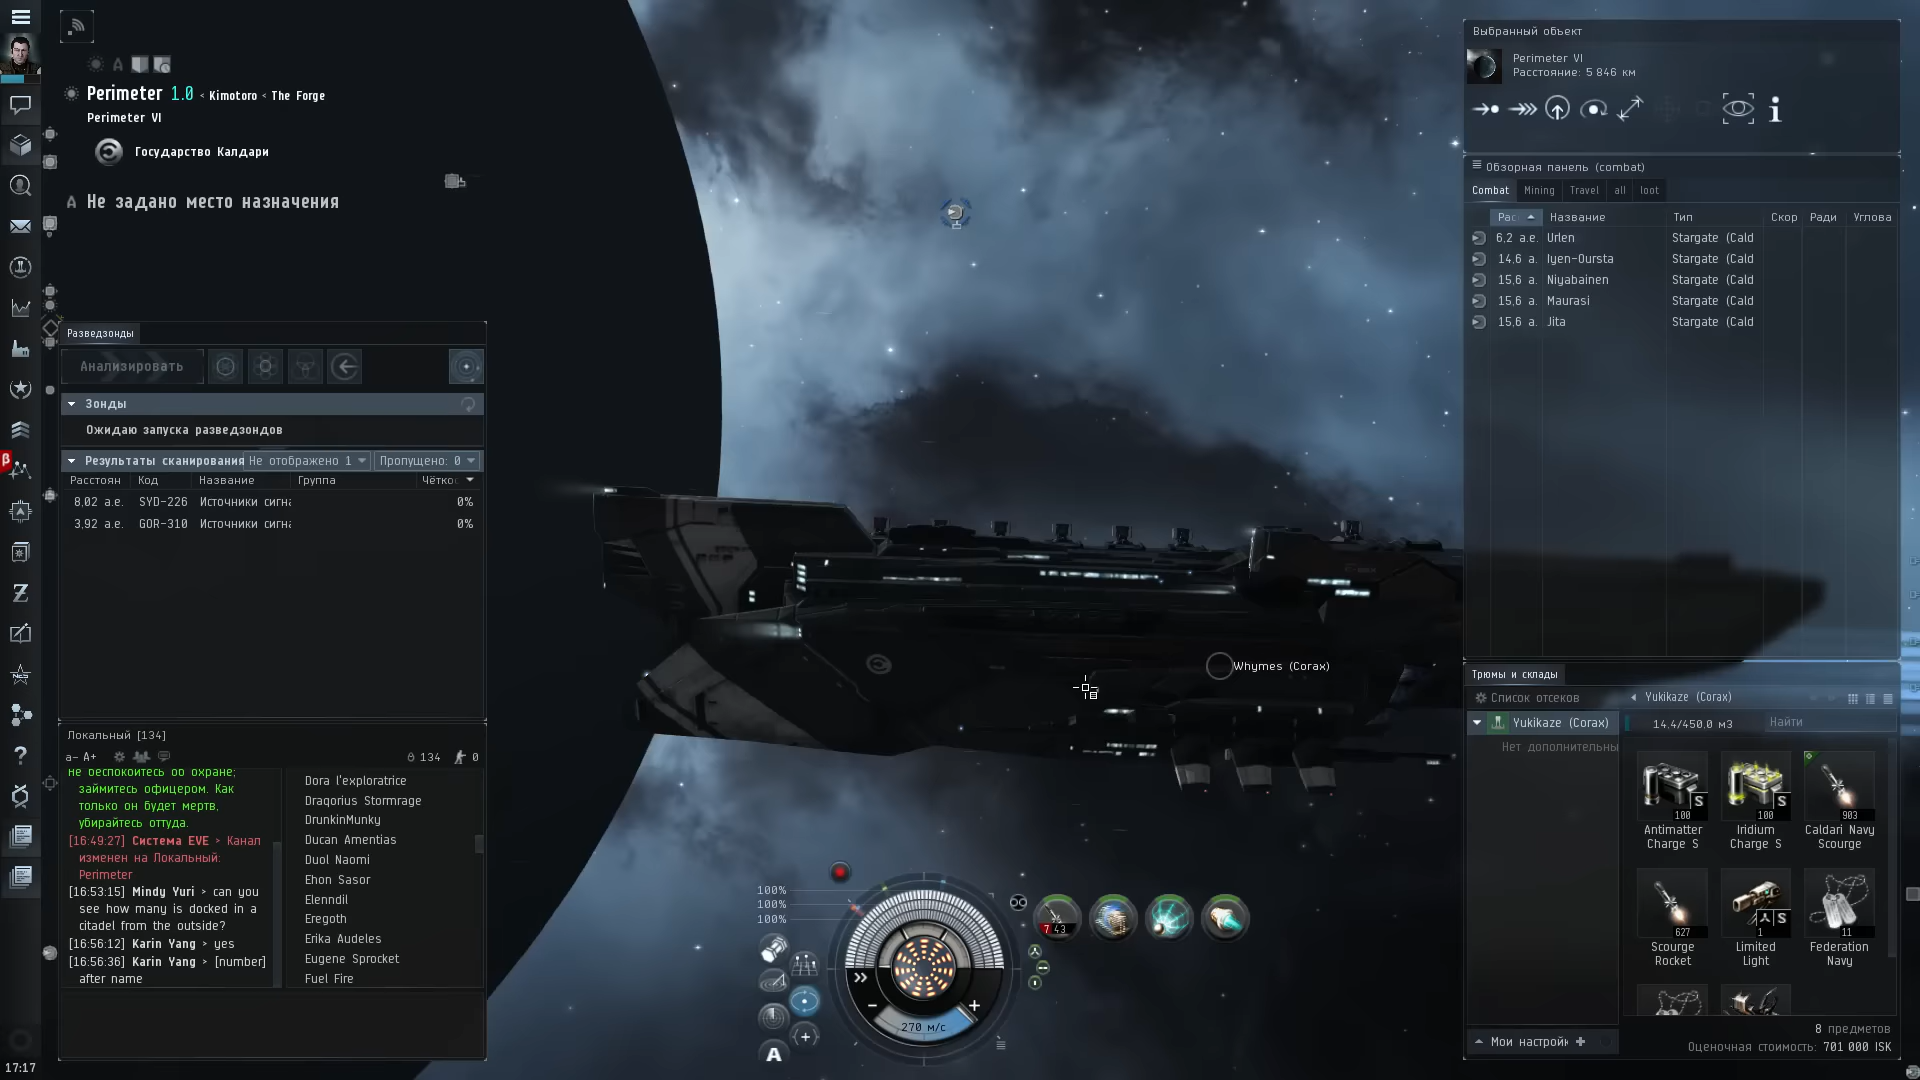 Perimeter 1.0 < Kimotoro < The Forge
Perimeter VI
Государство Калдари
Не задано место назначения
Разведзонды
Анализировать
Зонды
Ожидаю запуска разведзондов
Результаты сканирования Не отображено 1 Пропущено: 0
Расстоян Код Название Группа Чётко
8,02 а.е. SYD-226 Источники сигн 0%
3,92 а.е. GOR-310 Источники сигн 0%
Локальный [134]
a- A+ 134 0
Не беспокойтесь об охране;
займитесь офицером. Как
только он будет мертв,
убирайтесь оттуда.
[16:49:27] Система EVE > Канал
изменен на Локальный:
Perimeter
[16:53:15] Mindy Yuri > can you
see how many is docked in a
citadel from the outside?
[16:56:12] Karin Yang > yes
[16:56:36] Karin Yang > [number]
after name
Dora l'exploratrice
Draqorius Stormrage
DrunkinMunky
Ducan Amentias
Duol Naomi
Ehon Sasor
Elenndil
Eregoth
Erika Audeles
Eugene Sprocket
Fuel Fire
17:17
Whymes (Corax)
100%
100%
100%
7 43
270 м/с
A
Выбранный объект
Perimeter VI
Расстояние: 5 846 км
Обзорная панель (combat)
Combat Mining Travel all loot
Рас Название Тип Скор Ради Углова
6,2 а.е. Urlen Stargate (Cald
14,6 а. Iyen-Oursta Stargate (Cald
15,6 а. Niyabainen Stargate (Cald
15,6 а. Maurasi Stargate (Cald
15,6 а. Jita Stargate (Cald
Трюмы и склады
Список отсеков
Yukikaze (Corax)
Yukikaze (Corax)
Нет дополнительны
14.4/450,0 м3
Найти
100 100 903
Antimatter Charge S
Iridium Charge S
Caldari Navy Scourge
627 1 11
Scourge Rocket
Limited Light
Federation Navy
8 предметов
Мои настройк +
Оценочная стоимость: 701 000 ISK